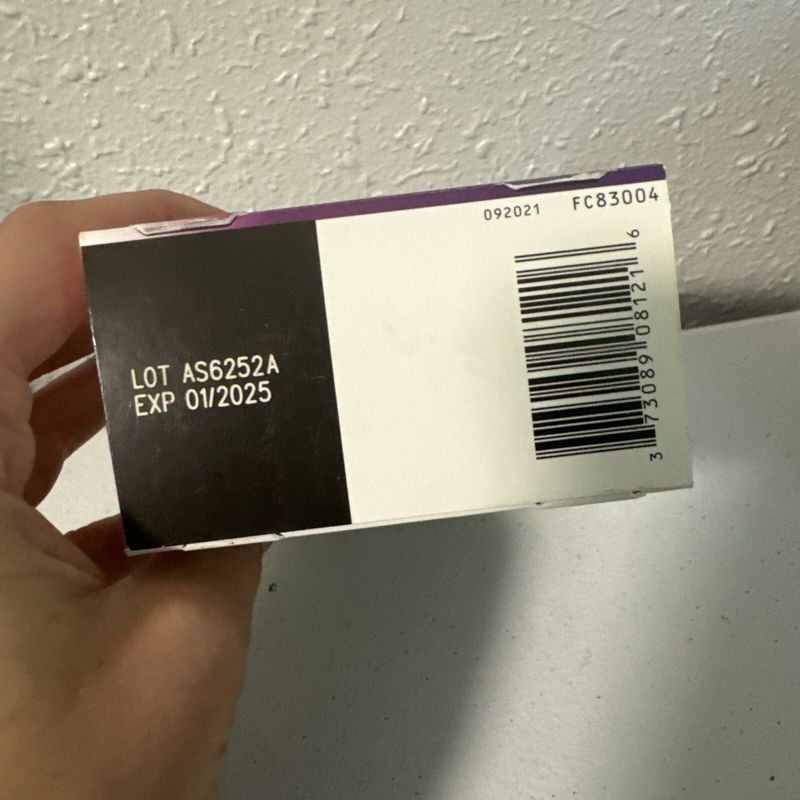 092021 FC83004
LOT AS6252A
EXP 01/2025
3 73089 08121 6